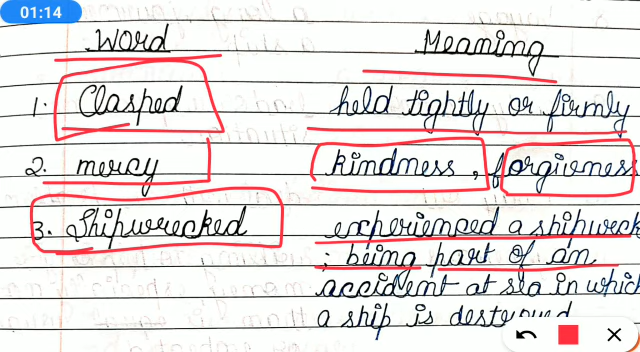 01:14
Word Meaning
1. Clasped held tightly or firmly
2. mercy kindness, forgiveness
3. Shipwrecked experienced a shipwreck
; being part of an
accident at sea in which
a ship is destroyed